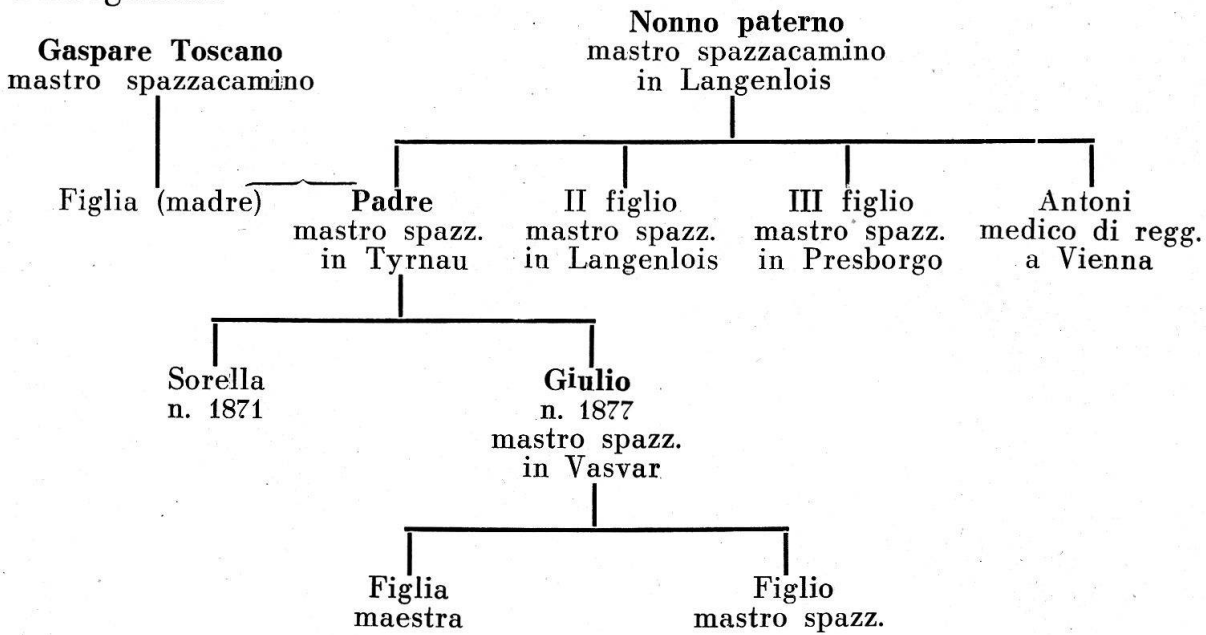 Gaspare Toscano
mastro spazzacamino
Nonno paterno
mastro spazzacamino
in Langenlois
Figlia (madre)
Padre
mastro spazz.
in Tyrnau
II figlio
mastro spazz.
in Langenlois
III figlio
mastro spazz.
in Presborgo
Antoni
medico di regg.
a Vienna
Sorella
n. 1871
Giulio
n. 1877
mastro spazz.
in Vasvar
Figlia
maestra
Figlio
mastro spazz.